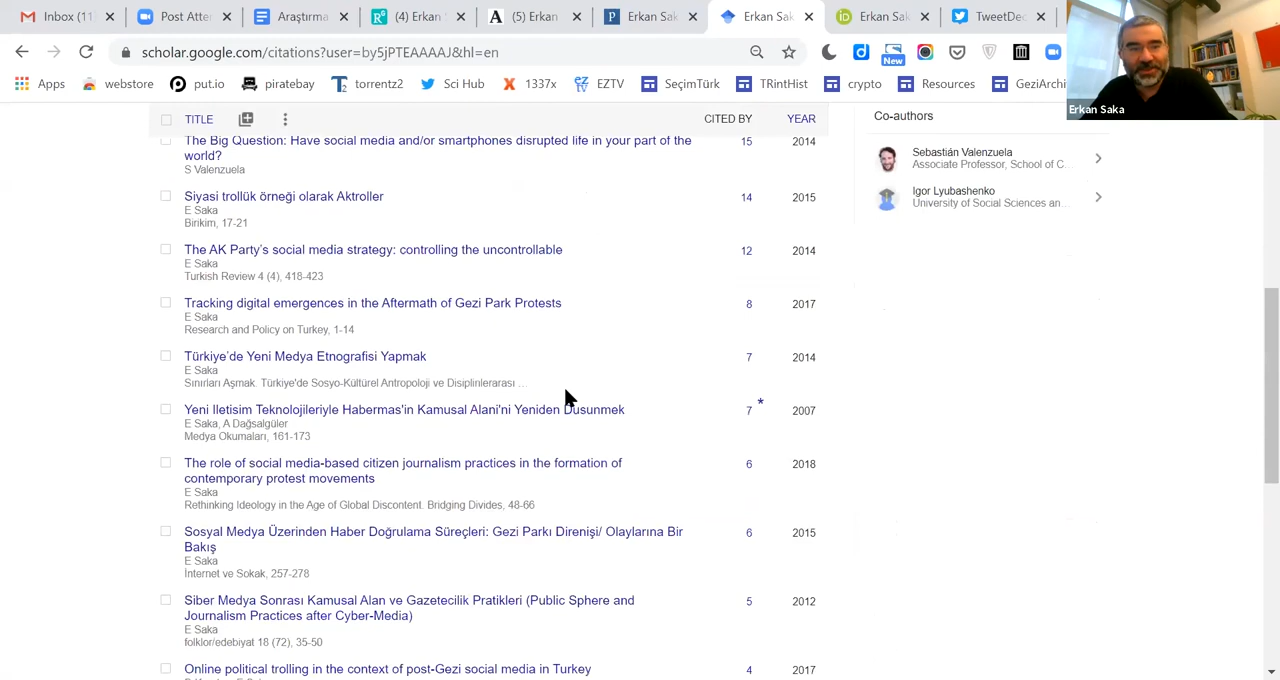 Inbox (11
Post Atter
Araştırma
(4) Erkan
(5) Erkan
Erkan Sak
Erkan Sak
Erkan Sak
TweetDec
scholar.google.com/citations?user=by5jPTEAAAAJ&hl=en
New
Apps
webstore
put.io
piratebay
torrentz2
Sci Hub
1337x
EZTV
SeçimTürk
TRintHist
crypto
Resources
GeziArchi
Erkan Saka
TITLE
CITED BY
YEAR
The Big Question: Have social media and/or smartphones disrupted life in your part of the
world?
S Valenzuela
15
2014
Siyasi trollük örneği olarak Aktroller
E Saka
Birikim, 17-21
14
2015
The AK Party's social media strategy: controlling the uncontrollable
E Saka
Turkish Review 4 (4), 418-423
12
2014
Tracking digital emergences in the Aftermath of Gezi Park Protests
E Saka
Research and Policy on Turkey, 1-14
8
2017
Türkiye'de Yeni Medya Etnografisi Yapmak
E Saka
Sınırları Aşmak. Türkiye'de Sosyo-Kültürel Antropoloji ve Disiplinlerarası ...
7
2014
Yeni Iletisim Teknolojileriyle Habermas'in Kamusal Alani'ni Yeniden Dusunmek
E Saka, A Dağsalgüler
Medya Okumaları, 161-173
7 *
2007
The role of social media-based citizen journalism practices in the formation of
contemporary protest movements
E Saka
Rethinking Ideology in the Age of Global Discontent. Bridging Divides, 48-66
6
2018
Sosyal Medya Üzerinden Haber Doğrulama Süreçleri: Gezi Parkı Direnişi/ Olaylarına Bir
Bakış
E Saka
İnternet ve Sokak, 257-278
6
2015
Siber Medya Sonrası Kamusal Alan ve Gazetecilik Pratikleri (Public Sphere and
Journalism Practices after Cyber-Media)
E Saka
folklor/edebiyat 18 (72), 35-50
5
2012
Online political trolling in the context of post-Gezi social media in Turkey
4
2017
Co-authors
Sebastián Valenzuela
Associate Professor, School of C...
Igor Lyubashenko
University of Social Sciences an...